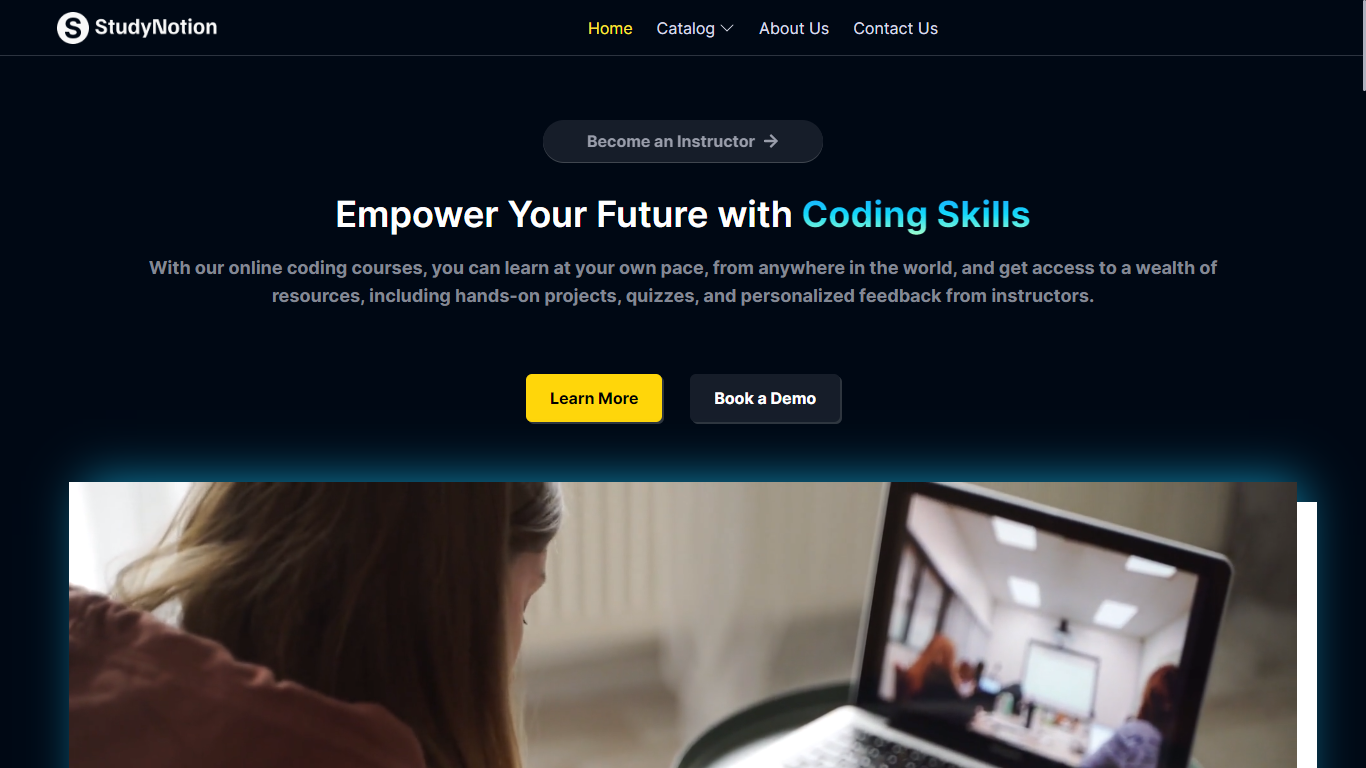 StudyNotion
Home Catalog About Us Contact Us
Become an Instructor
Empower Your Future with Coding Skills
With our online coding courses, you can learn at your own pace, from anywhere in the world, and get access to a wealth of
resources, including hands-on projects, quizzes, and personalized feedback from instructors.
Learn More Book a Demo